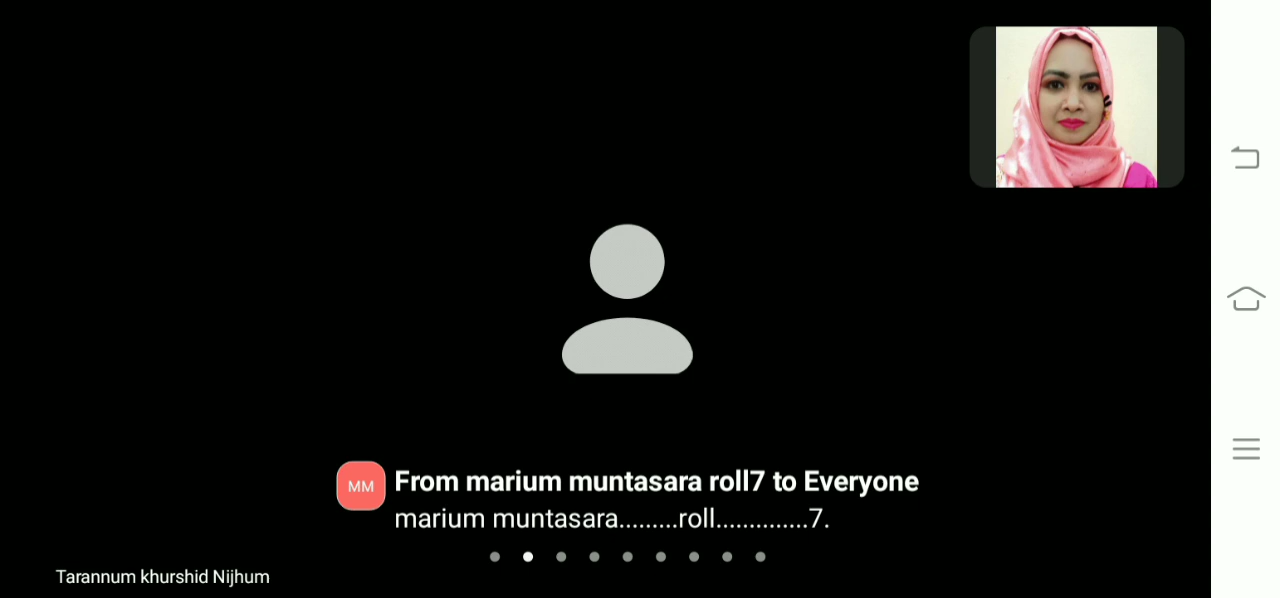 MM
From marium muntasara roll7 to Everyone
marium muntasara.........roll..............7.
Tarannum khurshid Nijhum